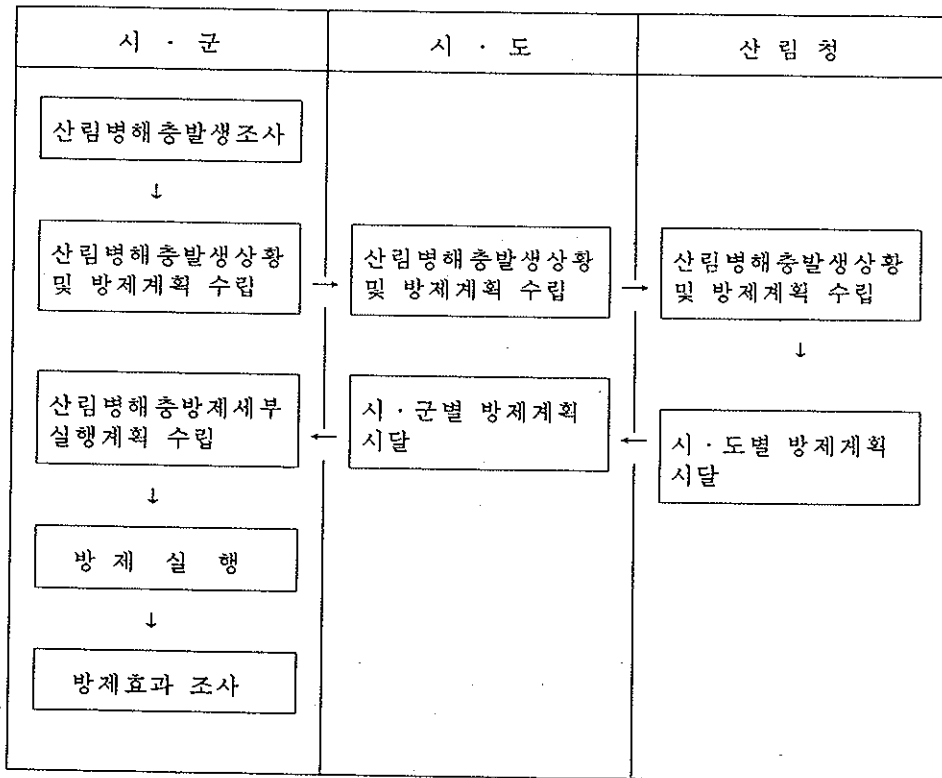 시 · 군
시 · 도
산 림 청
산림병해충발생조사
↓
산림병해충발생상황
및 방제계획 수립
→
산림병해충발생상황
및 방제계획 수립
→
산림병해충발생상황
및 방제계획 수립
↓
산림병해충방제세부
실행계획 수립
←
시 · 군별 방제계획
시달
←
시 · 도별 방제계획
시달
↓
방 제 실 행
↓
방제효과 조사